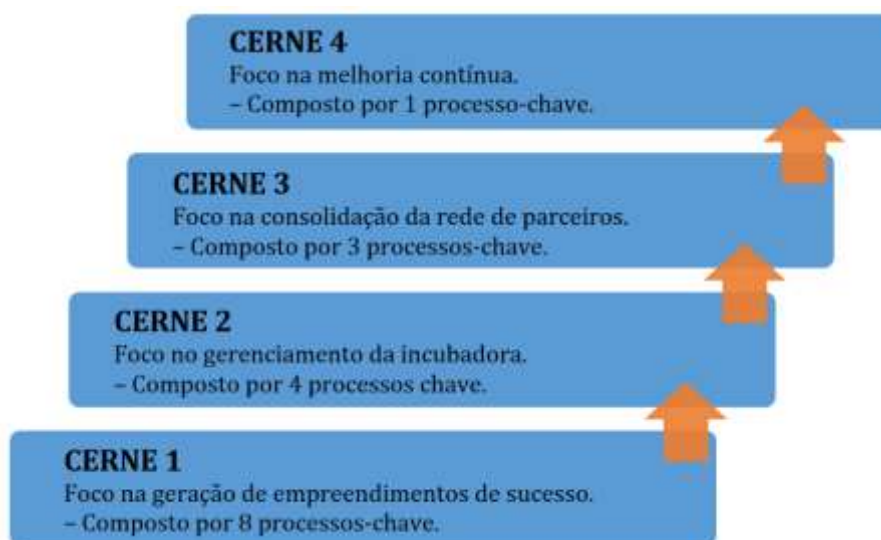 CERNE 4
Foco na melhoria contínua.
– Composto por 1 processo-chave.
CERNE 3
Foco na consolidação da rede de parceiros.
– Composto por 3 processos-chave.
CERNE 2
Foco no gerenciamento da incubadora.
– Composto por 4 processos chave.
CERNE 1
Foco na geração de empreendimentos de sucesso.
– Composto por 8 processos-chave.